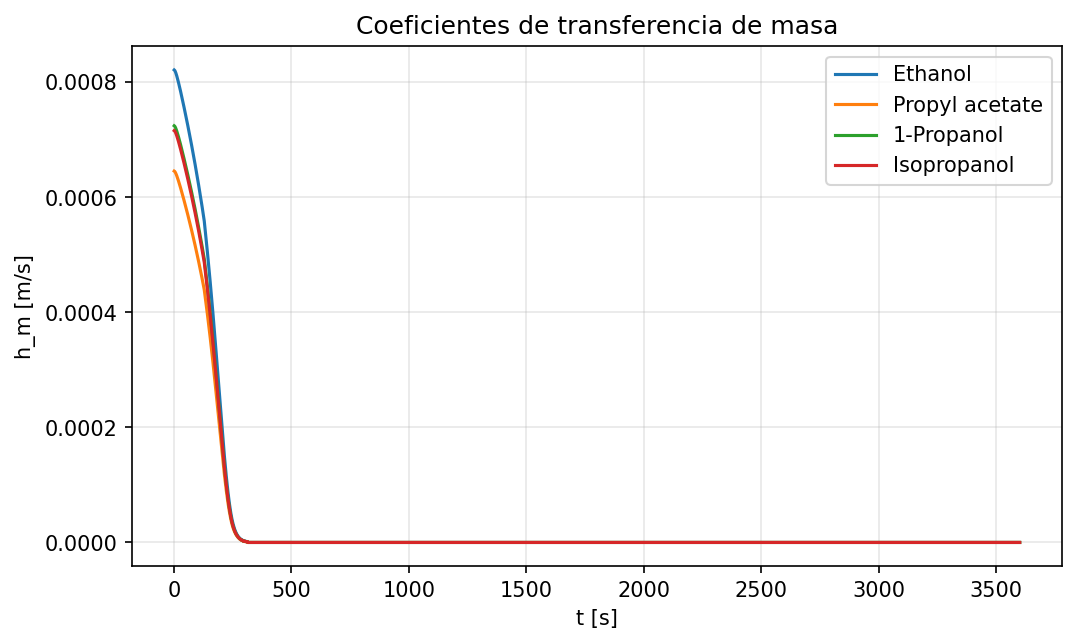 Coeficientes de transferencia de masa
h_m [m/s]
0.0008
0.0006
0.0004
0.0002
0.0000
Ethanol
Propyl acetate
1-Propanol
Isopropanol
0 500 1000 1500 2000 2500 3000 3500
t [s]